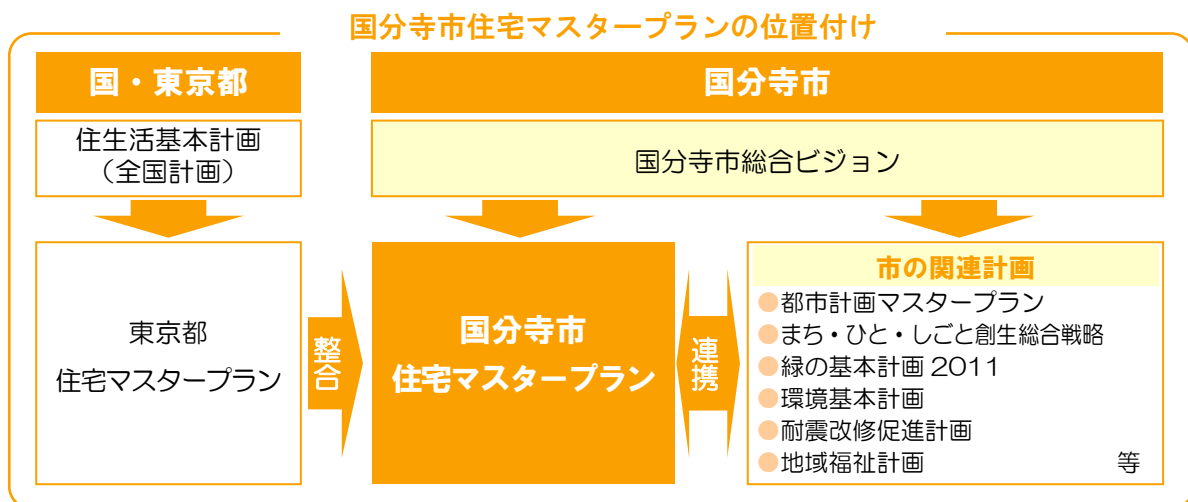 国分寺市住宅マスタープランの位置付け
国・東京都
住生活基本計画
（全国計画）
東京都
住宅マスタープラン
整合
国分寺市
国分寺市総合ビジョン
国分寺市
住宅マスタープラン
連携
市の関連計画
●都市計画マスタープラン
●まち・ひと・しごと創生総合戦略
●緑の基本計画 2011
●環境基本計画
●耐震改修促進計画
●地域福祉計画 等